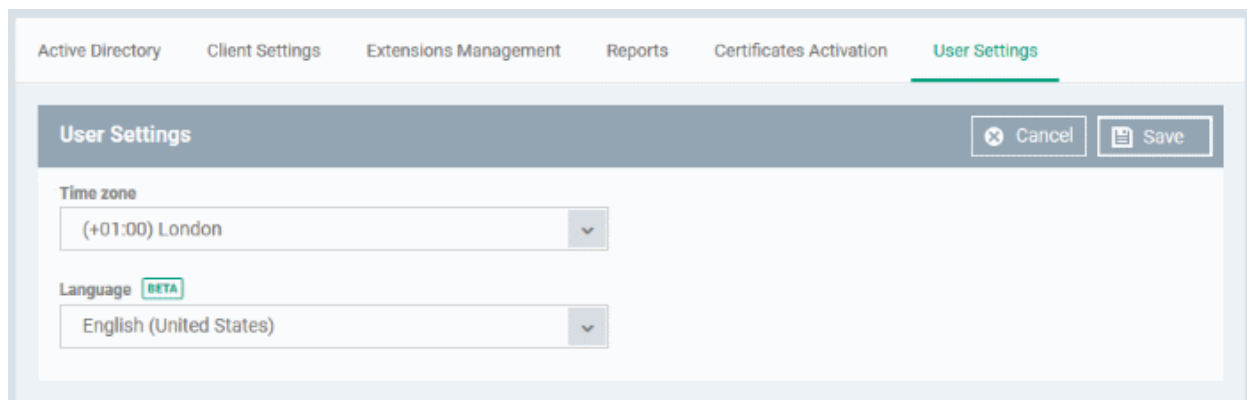 Active Directory Client Settings Extensions Management Reports Certificates Activation User Settings
User Settings Cancel Save
Time zone
(+01:00) London
Language BETA
English (United States)